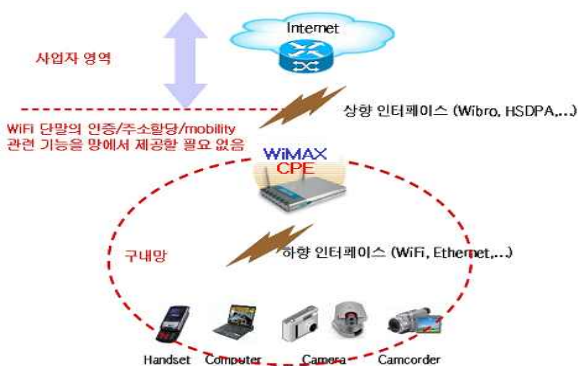 Internet
사업자 영역
상향 인터페이스 (Wibro, HSDPA,...)
WiFi 단말의 인증/주소할당/mobility
관련 기능을 망에서 제공할 필요 없음
WiMAX
CPE
구내망
하향 인터페이스 (WiFi, Ethernet,...)
Handset Computer Camera Camcorder